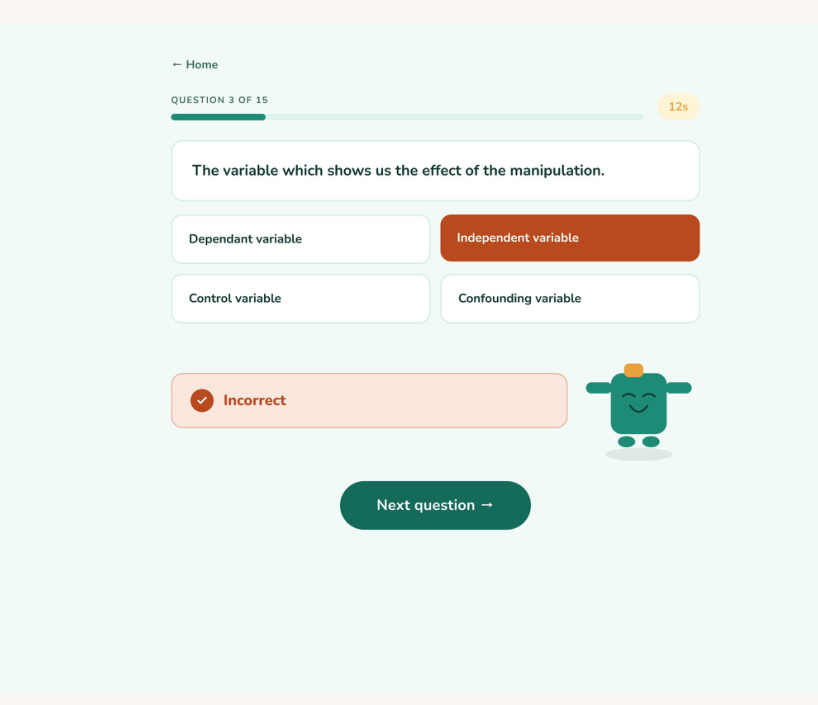 ← Home
QUESTION 3 OF 15
12s
The variable which shows us the effect of the manipulation.
Dependant variable
Independent variable
Control variable
Confounding variable
Incorrect
Next question →